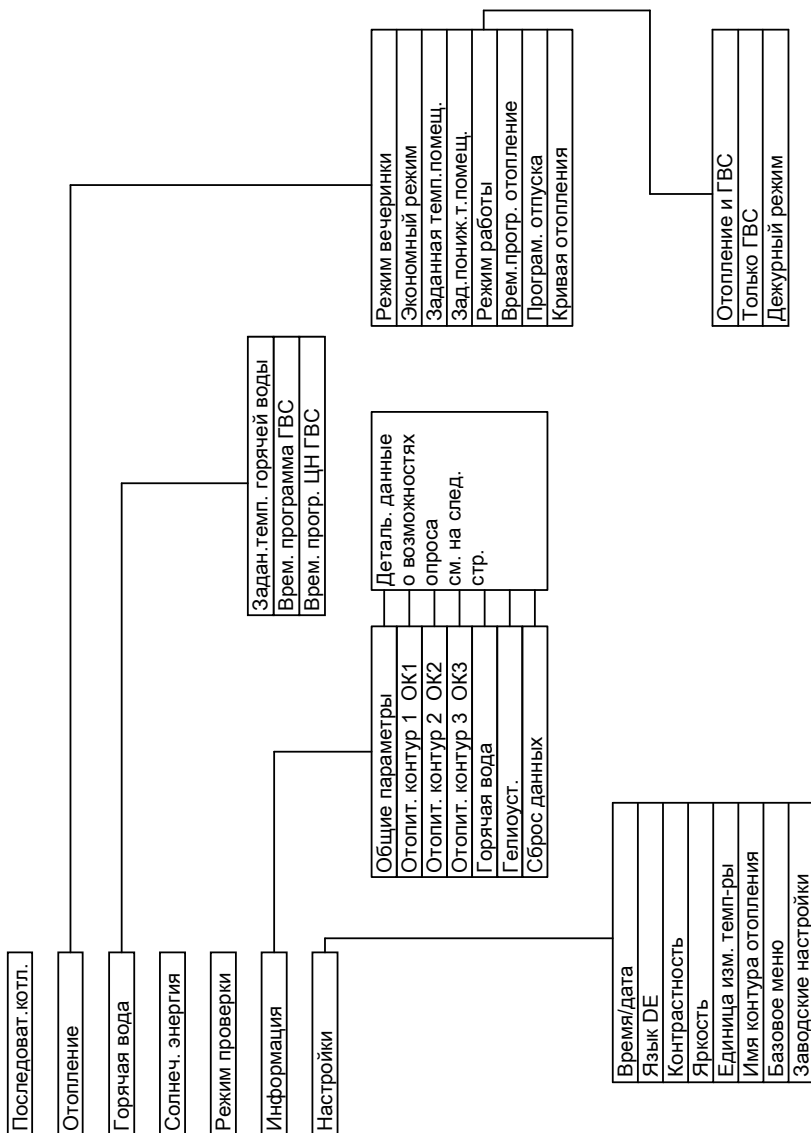 Последоват.котл.
Отопление
Горячая вода
Солнеч. энергия
Режим проверки
Информация
Настройки
Режим вечеринки
Экономный режим
Заданная темп.помещ.
Зад.пониж.т.помещ.
Режим работы
Врем.прогр. отопление
Програм. отпуска
Кривая отопления
Отопление и ГВС
Только ГВС
Дежурный режим
Задан.темп. горячей воды
Врем. программа ГВС
Врем. прогр. ЦН ГВС
Общие параметры
Отопит. контур 1 ОК1
Отопит. контур 2 ОК2
Отопит. контур 3 ОК3
Горячая вода
Гелиоуст.
Сброс данных
Деталь. данные
о возможностях
опроса
см. на след.
стр.
Время/дата
Язык DE
Контрастность
Яркость
Единица изм. темп-ры
Имя контура отопления
Базовое меню
Заводские настройки